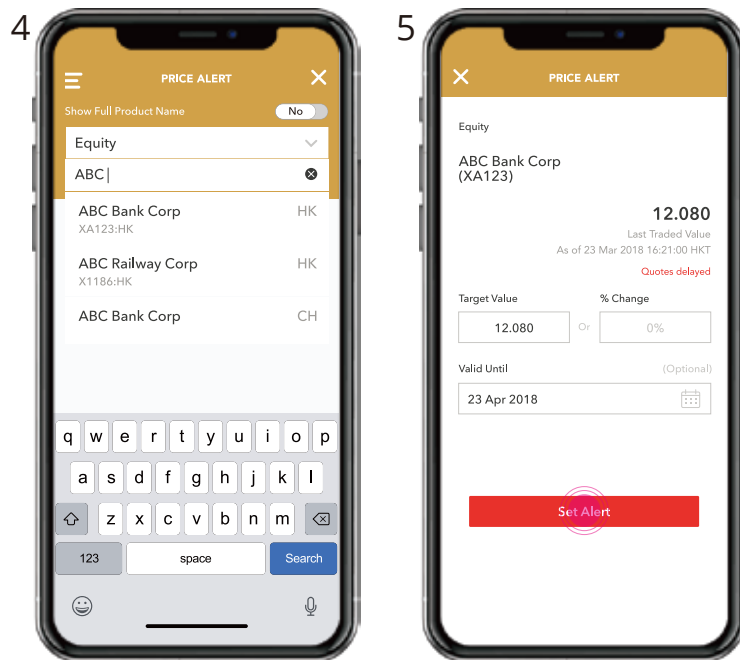 4
PRICE ALERT
Show Full Product Name
No
Equity
ABC
ABC Bank Corp HK
XA123:HK
ABC Railway Corp HK
X1186:HK
ABC Bank Corp CH
q w e r t y u i o p
a s d f g h j k l
z x c v b n m
123 space Search
5
PRICE ALERT
Equity
ABC Bank Corp
(XA123)
12.080
Last Traded Value
As of 23 Mar 2018 16:21:00 HKT
Quotes delayed
Target Value % Change
12.080 Or 0%
Valid Until (Optional)
23 Apr 2018
Set Alert